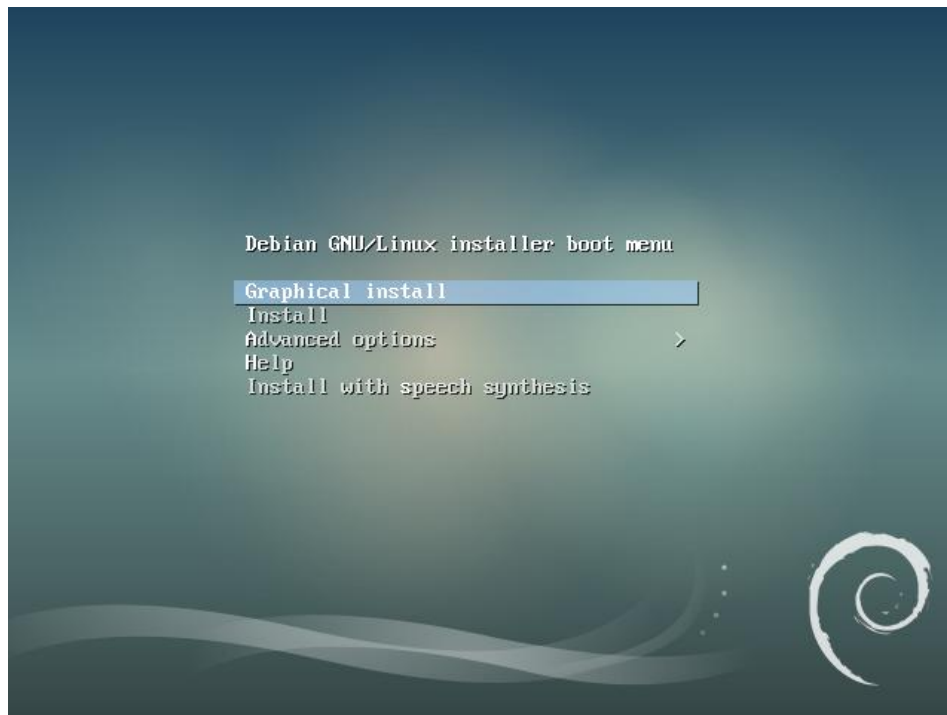 Debian GNU/Linux installer boot menu
Graphical install
Install
Advanced options >
Help
Install with speech synthesis